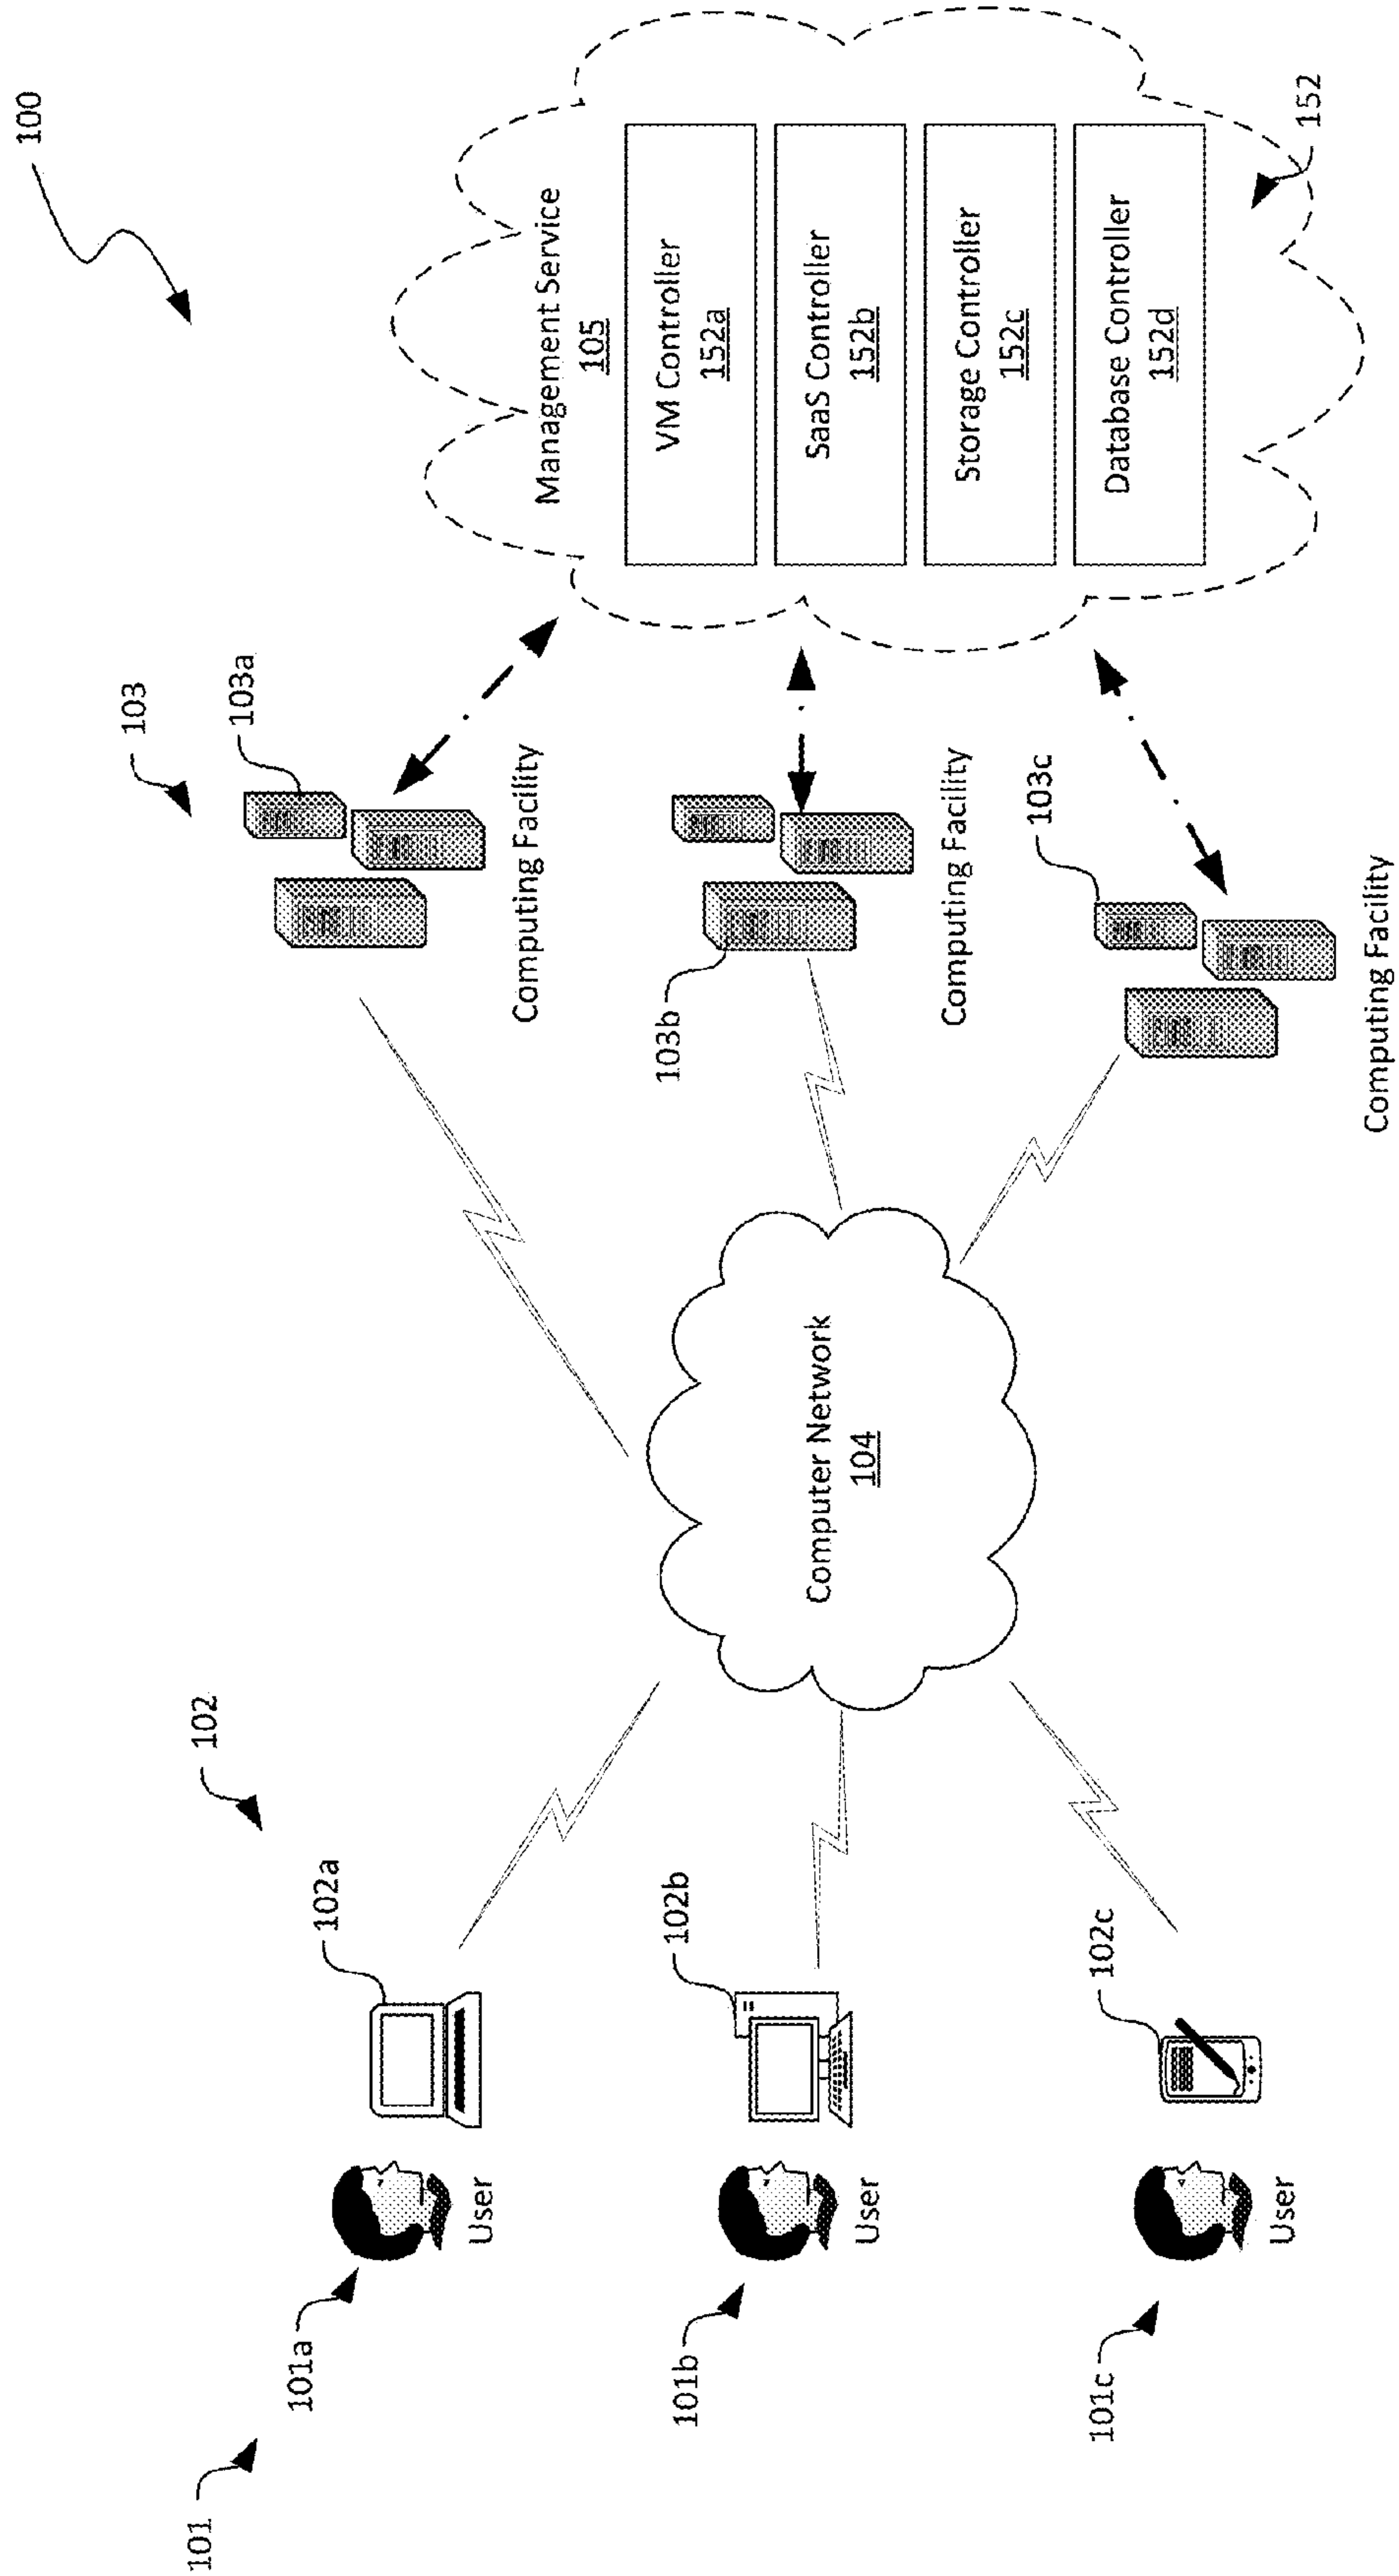 100
101
102
103
101a
102a
103a
User
Computing Facility
101b
102b
103b
User
Computing Facility
101c
102c
103c
User
Computing Facility
Computer Network
104
Management Service
105
VM Controller
152a
SaaS Controller
152b
Storage Controller
152c
Database Controller
152d
152